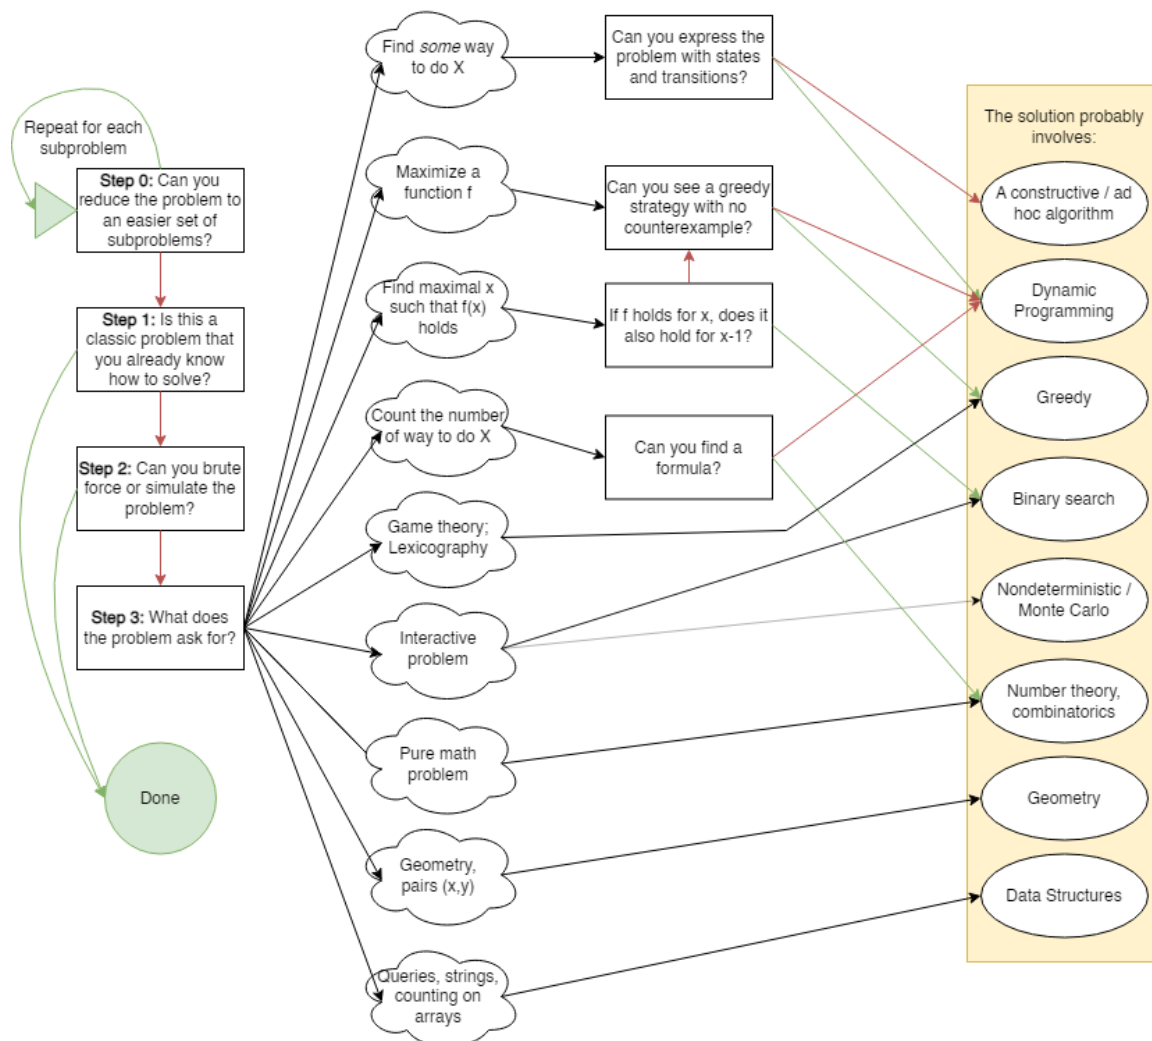 Repeat for each
subproblem
Step 0: Can you
reduce the problem to
an easier set of
subproblems?
Step 1: Is this a
classic problem that
you already know
how to solve?
Step 2: Can you brute
force or simulate the
problem?
Step 3: What does
the problem ask for?
Done
Find some way
to do X
Maximize a
function f
Find maximal x
such that f(x)
holds
Count the number
of way to do X
Game theory;
Lexicography
Interactive
problem
Pure math
problem
Geometry,
pairs (x,y)
Queries, strings,
counting on
arrays
Can you express the
problem with states
and transitions?
Can you see a greedy
strategy with no
counterexample?
If f holds for x, does it
also hold for x-1?
Can you find a
formula?
The solution probably
involves:
A constructive / ad
hoc algorithm
Dynamic
Programming
Greedy
Binary search
Nondeterministic /
Monte Carlo
Number theory,
combinatorics
Geometry
Data Structures